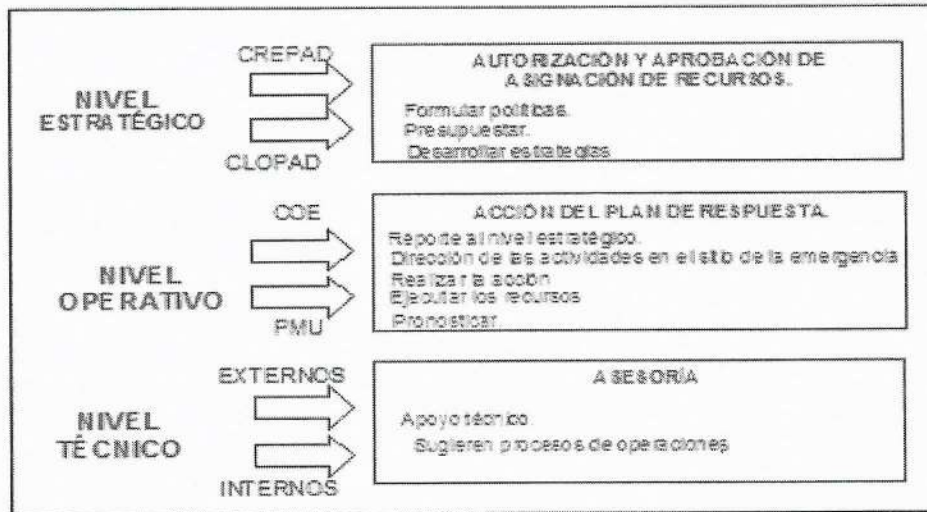 CREPAD
NIVEL
ESTRATÉGICO
CLOPAD
AUTORIZACIÓN Y APROBACIÓN DE
ASIGNACIÓN DE RECURSOS.
Formular políticas.
Presupuestar.
Desarrollar estrategias
COE
NIVEL
OPERATIVO
PMU
ACCIÓN DEL PLAN DE RESPUESTA.
Reporte al nivel estratégico.
Dirección de las actividades en el sitio de la emergencia
Realizar la acción
Ejecutar los recursos
Pronosticar.
EXTERNOS
NIVEL
TÉCNICO
INTERNOS
ASESORÍA
Apoyo técnico.
Sugieren procesos de operaciones